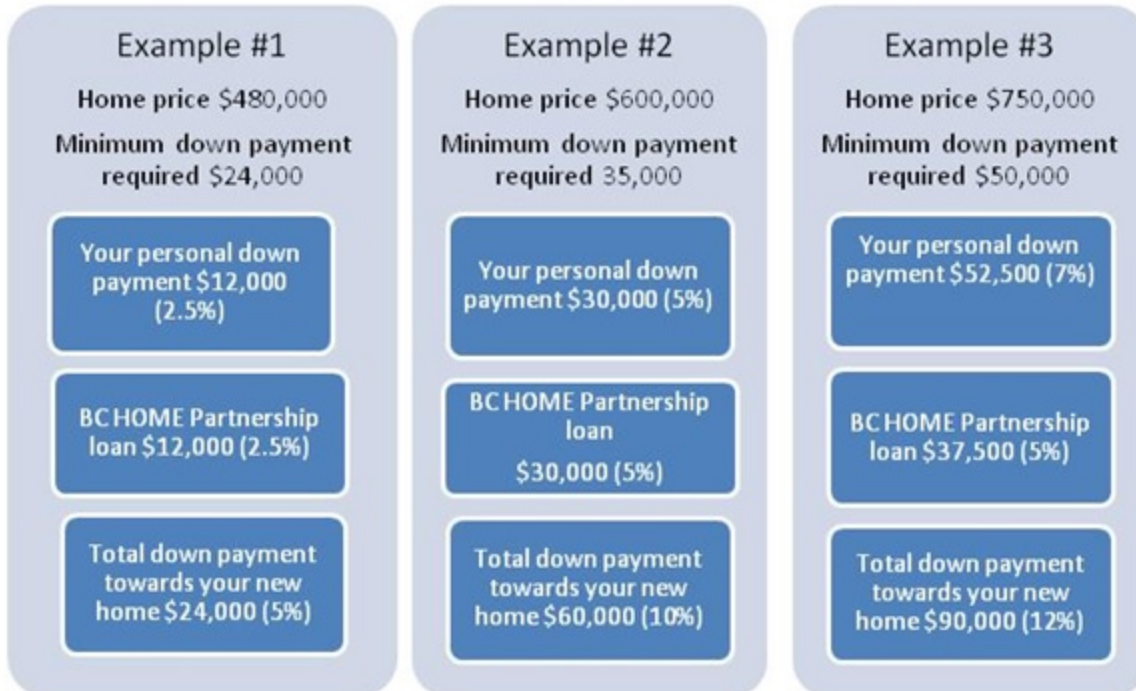 Example #1
Home price $480,000
Minimum down payment
required $24,000
Your personal down
payment $12,000
(2.5%)
BC HOME Partnership
loan $12,000 (2.5%)
Total down payment
towards your new
home $24,000 (5%)
Example #2
Home price $600,000
Minimum down payment
required 35,000
Your personal down
payment $30,000 (5%)
BC HOME Partnership
loan
$30,000 (5%)
Total down payment
towards your new
home $60,000 (10%)
Example #3
Home price $750,000
Minimum down payment
required $50,000
Your personal down
payment $52,500 (7%)
BC HOME Partnership
loan $37,500 (5%)
Total down payment
towards your new
home $90,000 (12%)